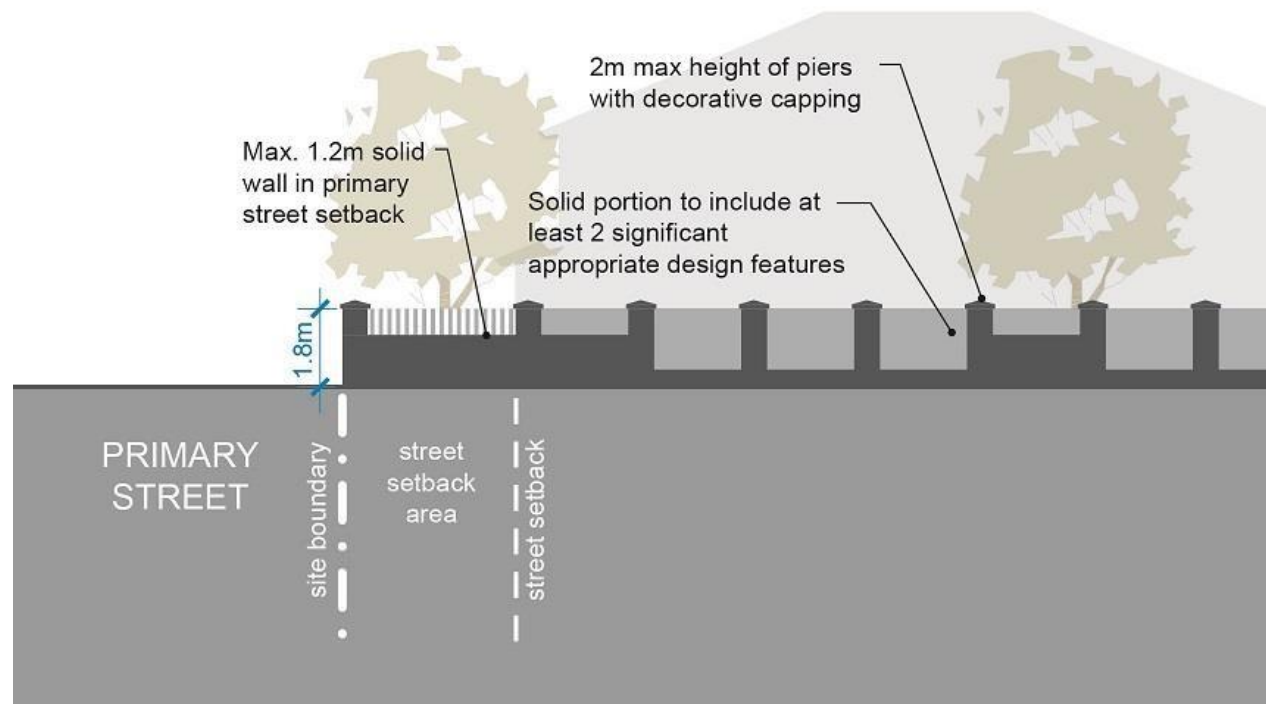 2m max height of piers
with decorative capping
Max. 1.2m solid
wall in primary
street setback
Solid portion to include at
least 2 significant
appropriate design features
1.8m
PRIMARY
STREET
site boundary
street
setback
area
street setback